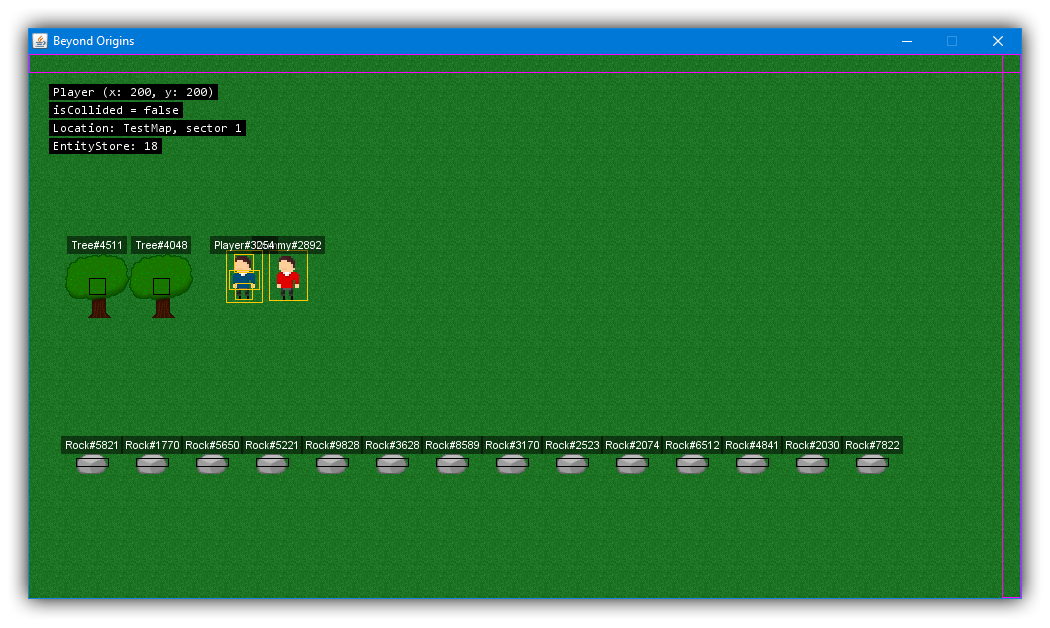 Beyond Origins
Player (x: 200, y: 200)
isCollided = false
Location: TestMap, sector 1
EntityStore: 18
Tree#4511 Tree#4048 Player#3254 my#2892
Rock#5821 Rock#1770 Rock#5650 Rock#5221 Rock#9828 Rock#3628 Rock#8589 Rock#3170 Rock#2523 Rock#2074 Rock#6512 Rock#4841 Rock#2030 Rock#7822